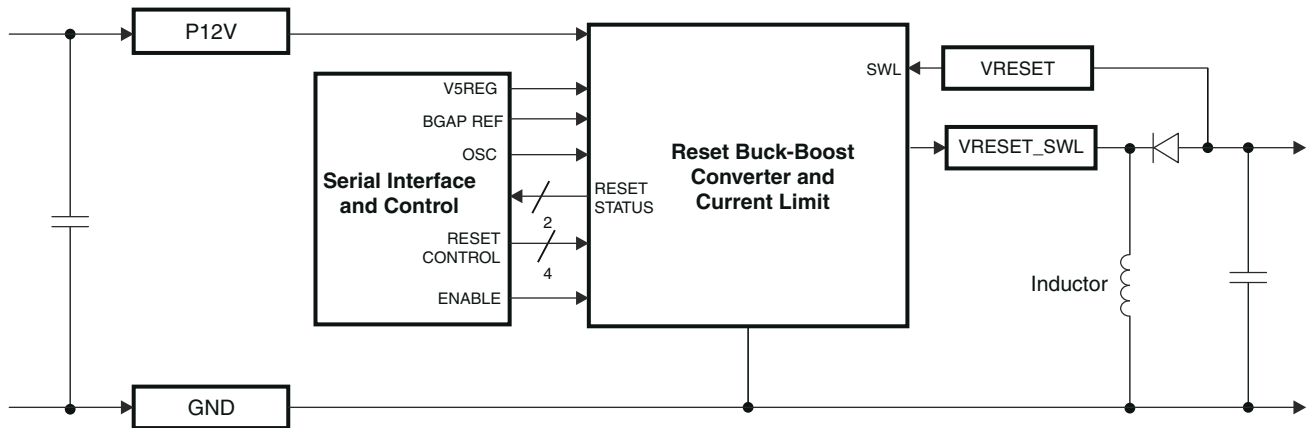 P12V
SWL
VRESET
V5REG
BGAP REF
OSC
VRESET_SWL
Reset Buck-Boost
Converter and
Current Limit
Serial Interface
and Control
RESET
STATUS
2
RESET
CONTROL
4
Inductor
ENABLE
GND